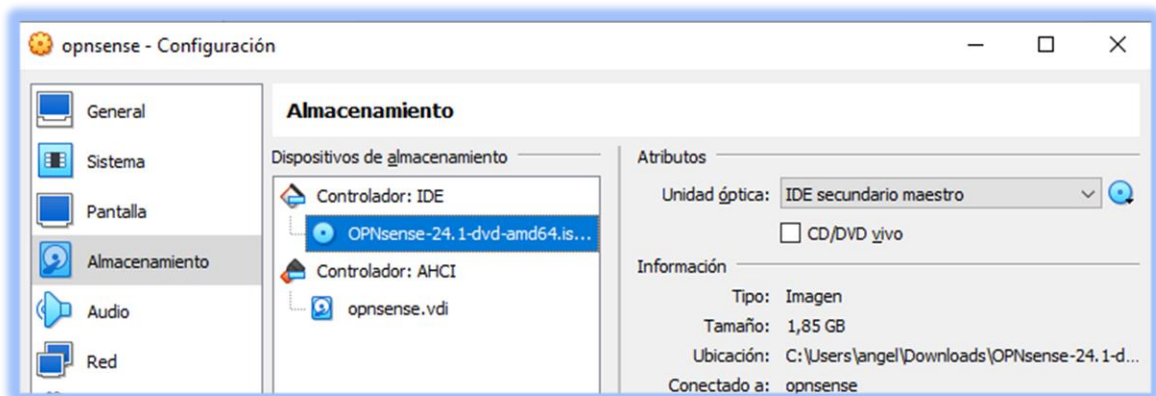 opnsense - Configuración
General
Sistema
Pantalla
Almacenamiento
Audio
Red
Almacenamiento
Dispositivos de almacenamiento
Controlador: IDE
OPNsense-24.1-dvd-amd64.is...
Controlador: AHCI
opnsense.vdi
Atributos
Unidad óptica: IDE secundario maestro
CD/DVD vivo
Información
Tipo: Imagen
Tamaño: 1,85 GB
Ubicación: C:\Users\angel\Downloads\OPNsense-24.1-d...
Conectado a: opnsense